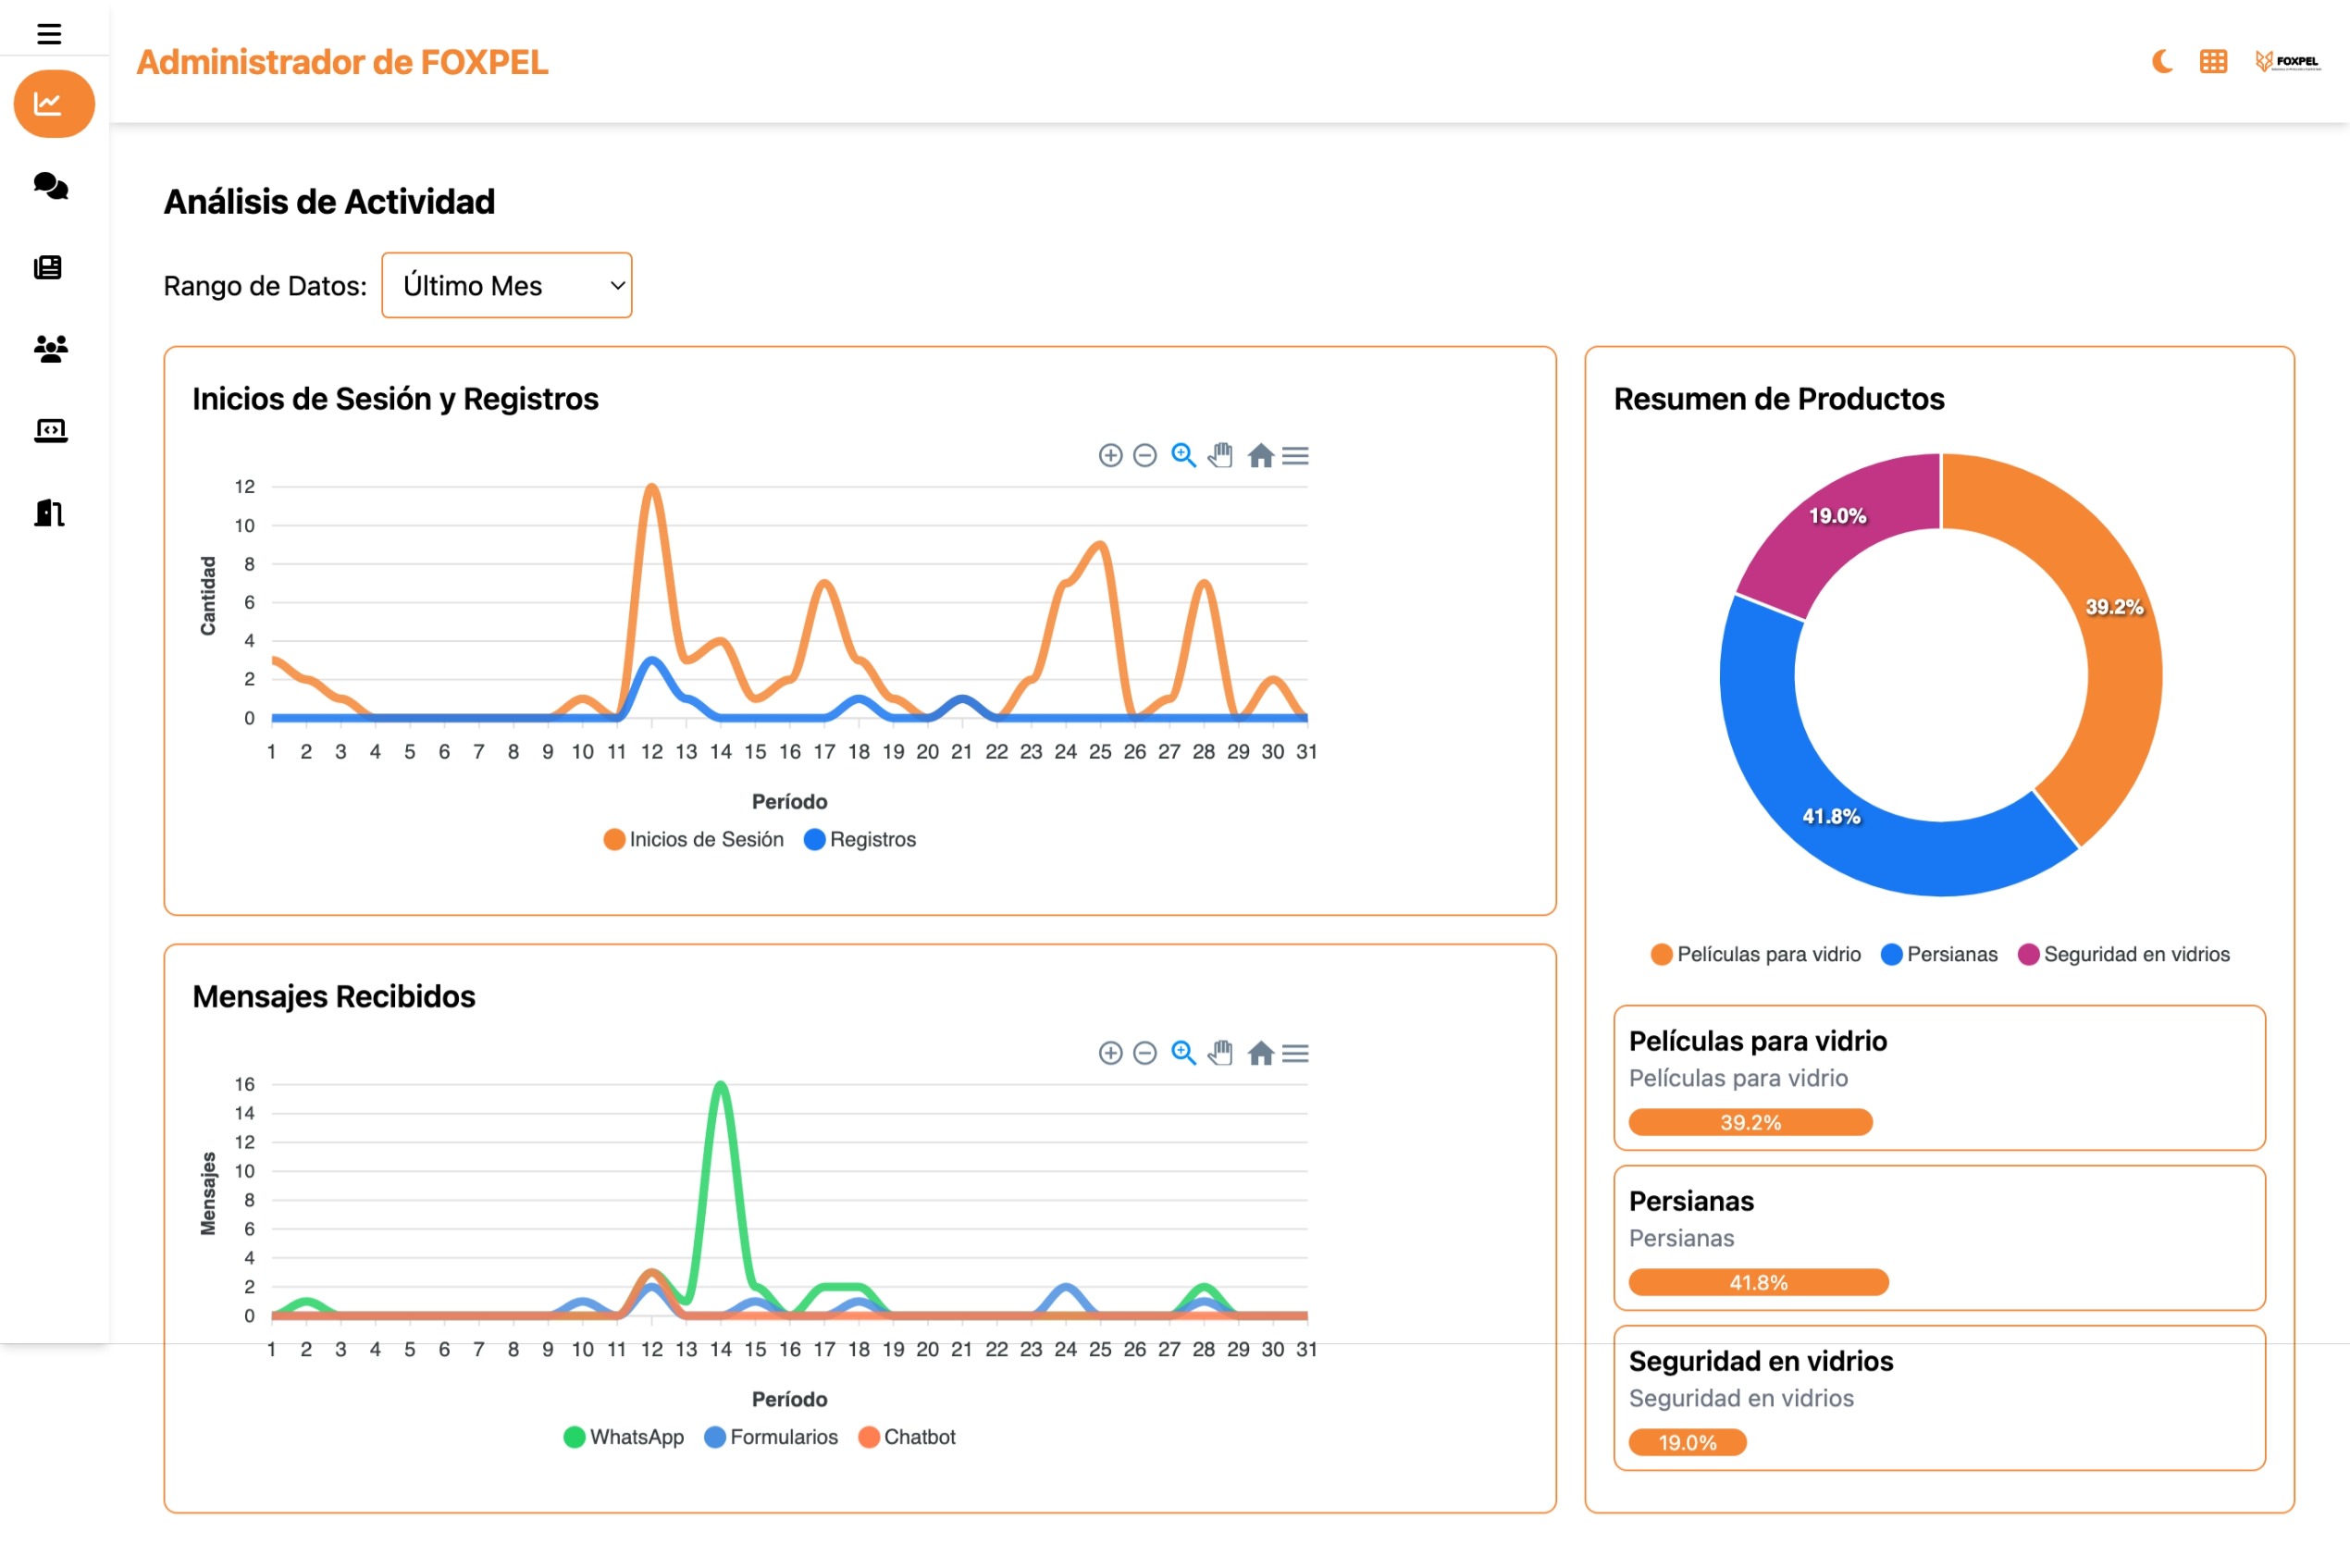 Administrador de FOXPEL
FOXPEL
Análisis de Actividad
Rango de Datos: Último Mes
Inicios de Sesión y Registros
12
10
8
6
4
2
0
Cantidad
1 2 3 4 5 6 7 8 9 10 11 12 13 14 15 16 17 18 19 20 21 22 23 24 25 26 27 28 29 30 31
Período
Inicios de Sesión Registros
Mensajes Recibidos
16
14
12
10
8
6
4
2
0
Mensajes
1 2 3 4 5 6 7 8 9 10 11 12 13 14 15 16 17 18 19 20 21 22 23 24 25 26 27 28 29 30 31
Período
WhatsApp Formularios Chatbot
Resumen de Productos
19.0%
39.2%
41.8%
Películas para vidrio Persianas Seguridad en vidrios
Películas para vidrio
Películas para vidrio
39.2%
Persianas
Persianas
41.8%
Seguridad en vidrios
Seguridad en vidrios
19.0%